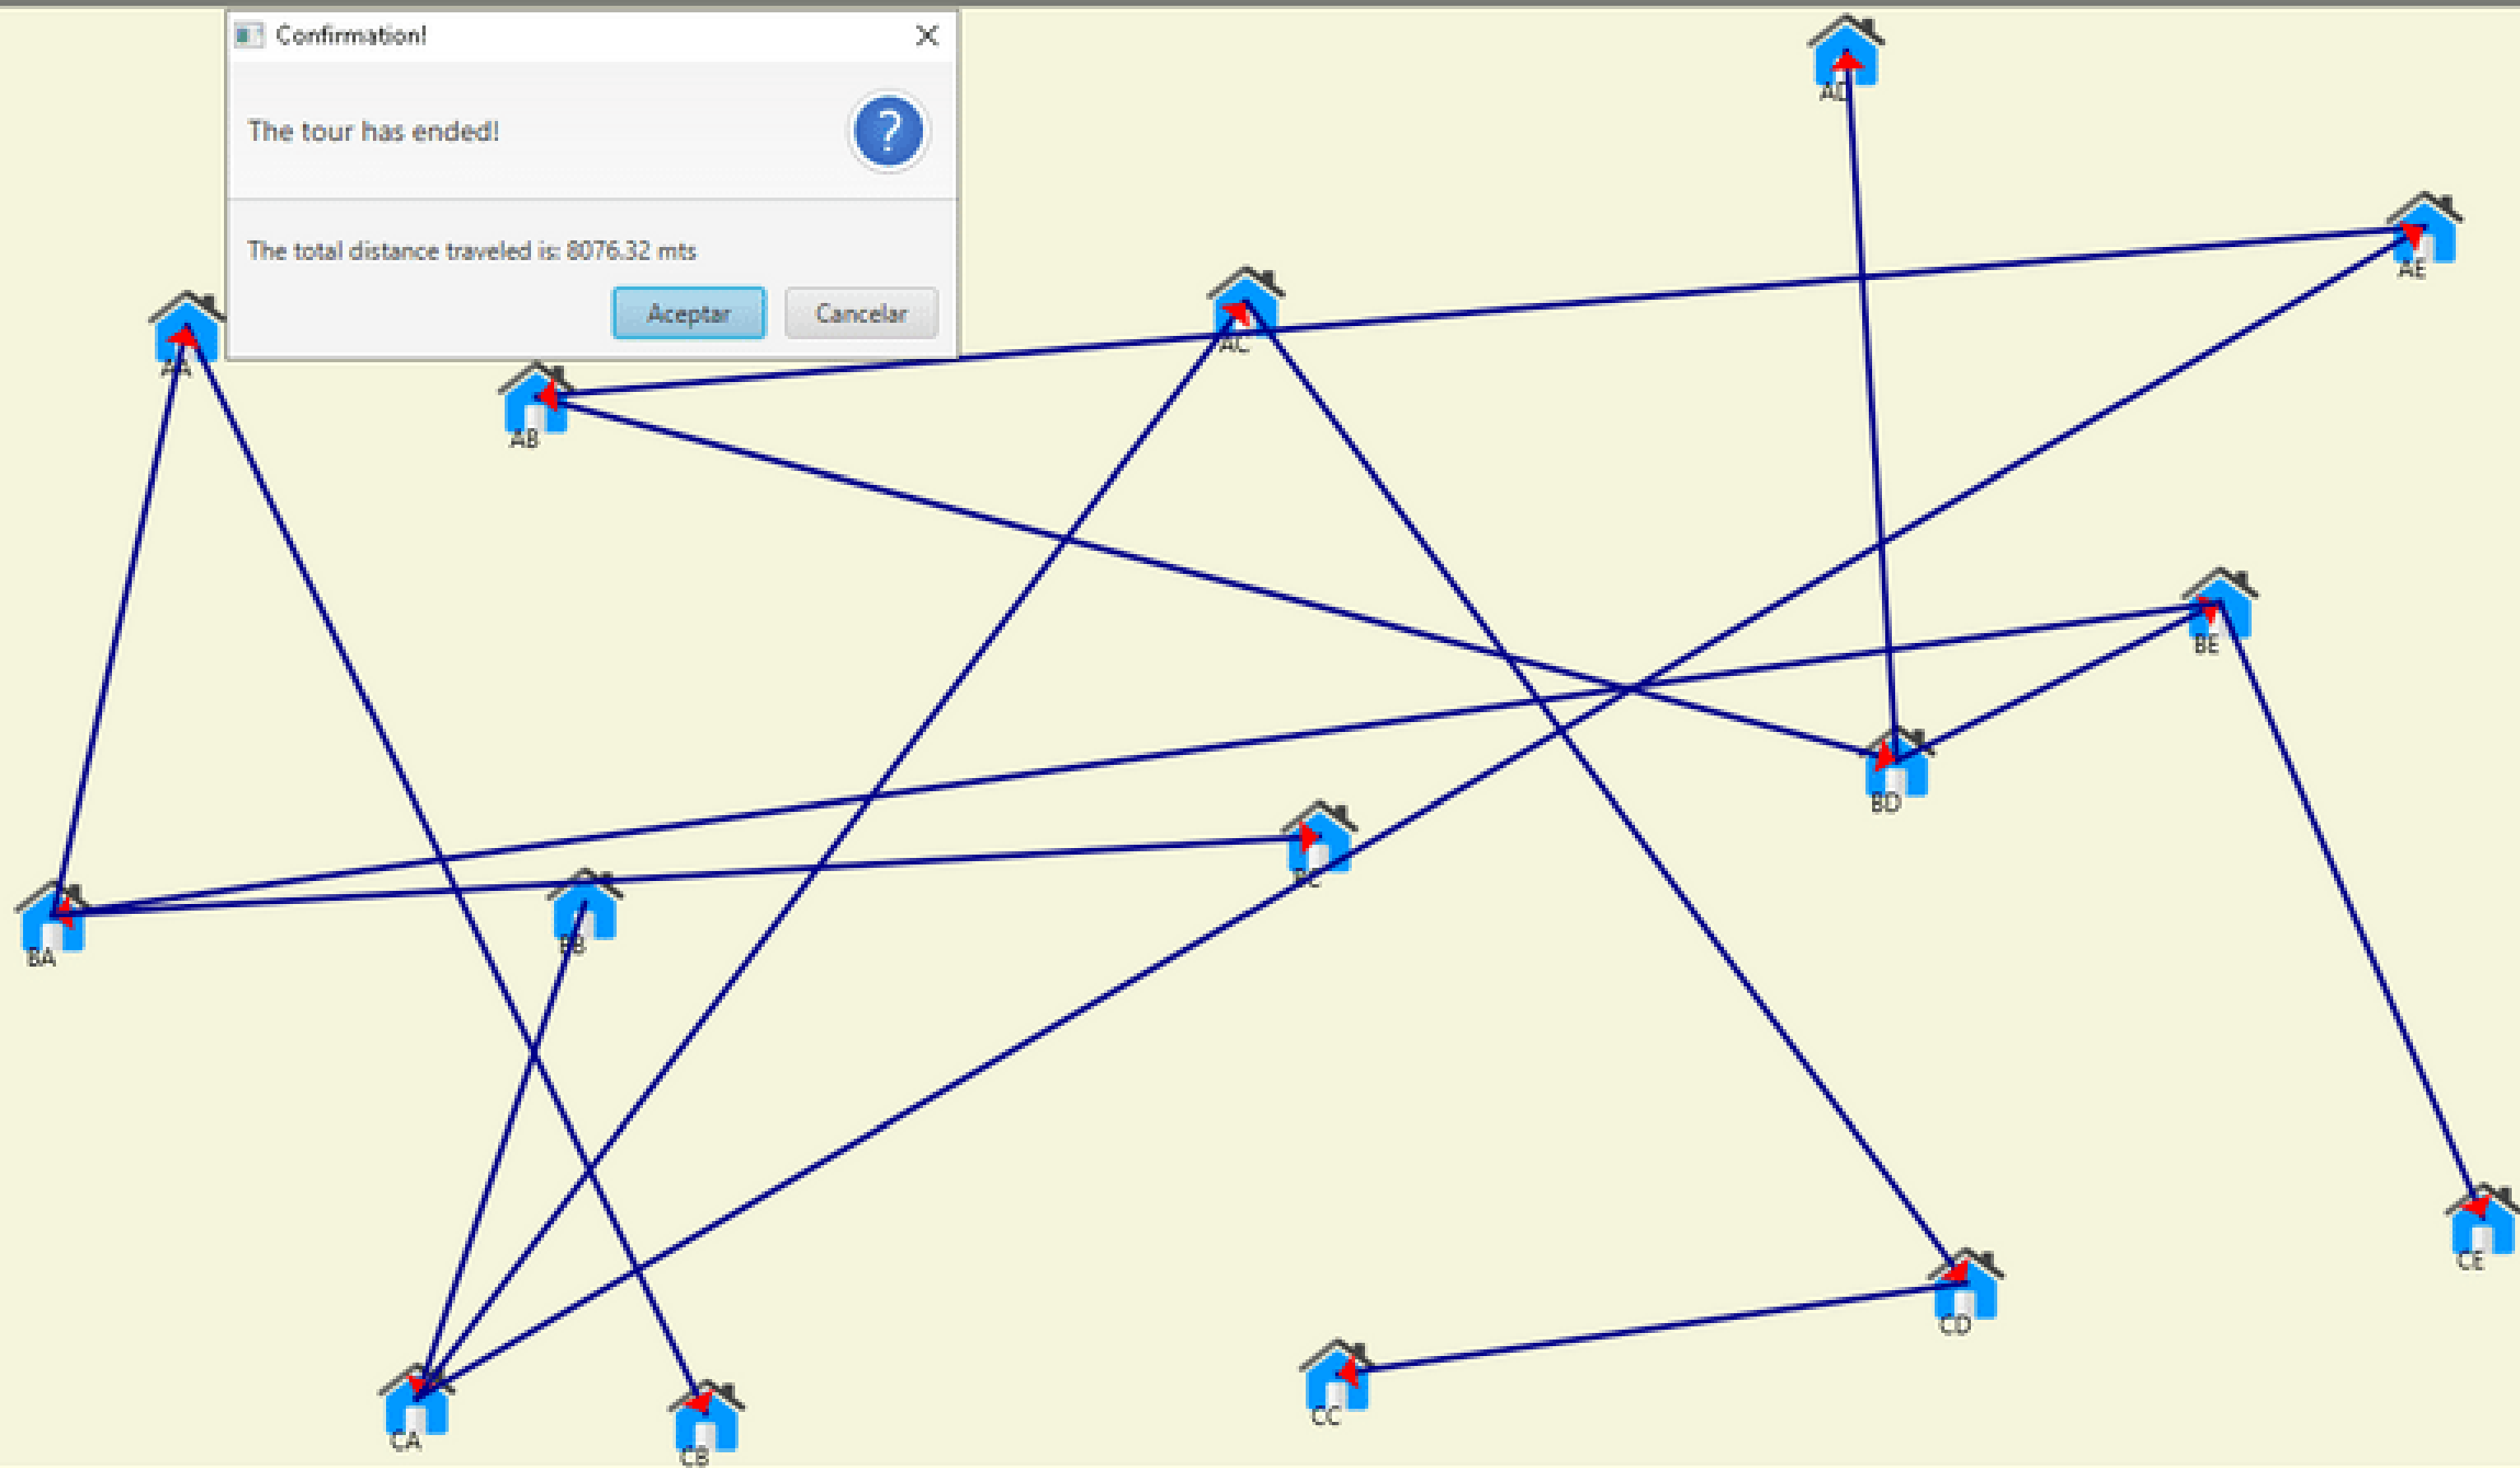 Confirmation!
The tour has ended!
The total distance traveled is: 8076.32 mts
Aceptar
Cancelar
AD
AE
AA
AC
AB
BE
BD
BC
BB
BA
CE
CD
CC
CA
CB